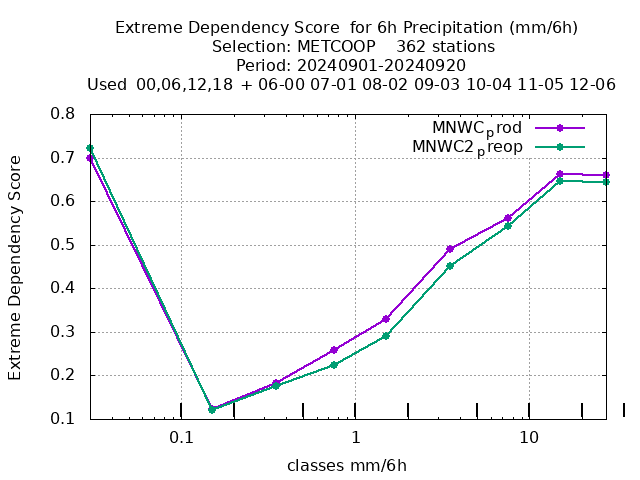 Extreme Dependency Score  for 6h Precipitation (mm/6h)
Selection: METCOOP    362 stations
Period: 20240901-20240920
Used  00,06,12,18  + 06-00 07-01 08-02 09-03 10-04 11-05 12-06
MNWCprod
MNWC2preop
0.8
0.7
0.6
0.5
0.4
0.3
0.2
0.1
Extreme Dependency Score
0.1
1
10
classes mm/6h